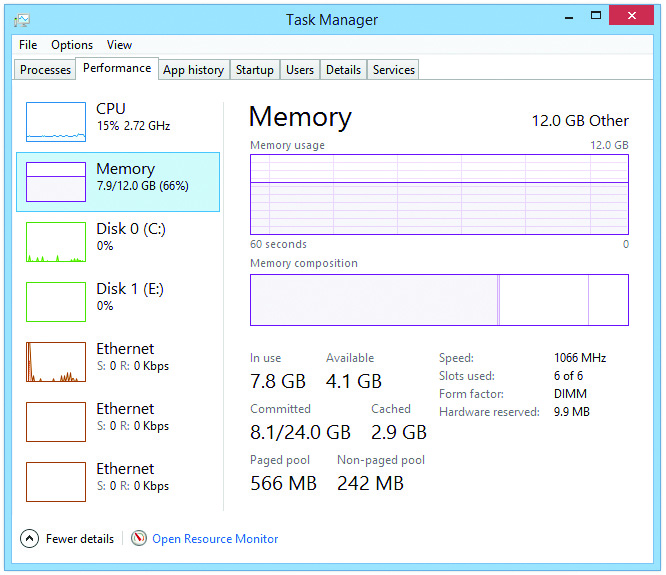 Task Manager
File Options View
Processes Performance App history Startup Users Details Services
CPU
15% 2.72 GHz
Memory
7.9/12.0 GB (66%)
Disk 0 (C:)
0%
Disk 1 (E:)
0%
Ethernet
S: 0 R: 0 Kbps
Ethernet
S: 0 R: 0 Kbps
Ethernet
S: 0 R: 0 Kbps
Memory 12.0 GB Other
Memory usage 12.0 GB
60 seconds 0
Memory composition
In use Available
7.8 GB 4.1 GB
Committed Cached
8.1/24.0 GB 2.9 GB
Paged pool Non-paged pool
566 MB 242 MB
Speed: 1066 MHz
Slots used: 6 of 6
Form factor: DIMM
Hardware reserved: 9.9 MB
Fewer details Open Resource Monitor